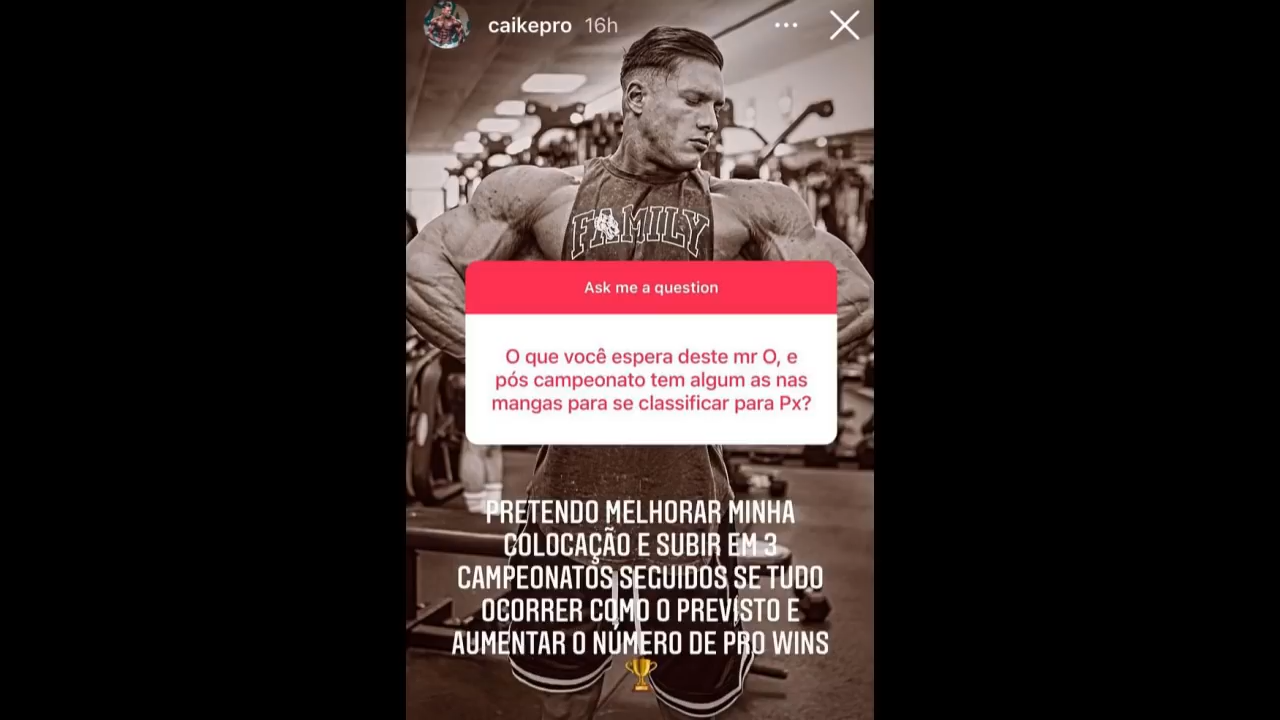 caikepro 16h
FAMILY
Ask me a question
O que você espera deste mr O, e
pós campeonato tem algum as nas
mangas para se classificar para Px?
PRETENDO MELHORAR MINHA
COLOCAÇÃO E SUBIR EM 3
CAMPEONATOS SEGUIDOS SE TUDO
OCORRER COMO O PREVISTO E
AUMENTAR O NÚMERO DE PRO WINS
🏆